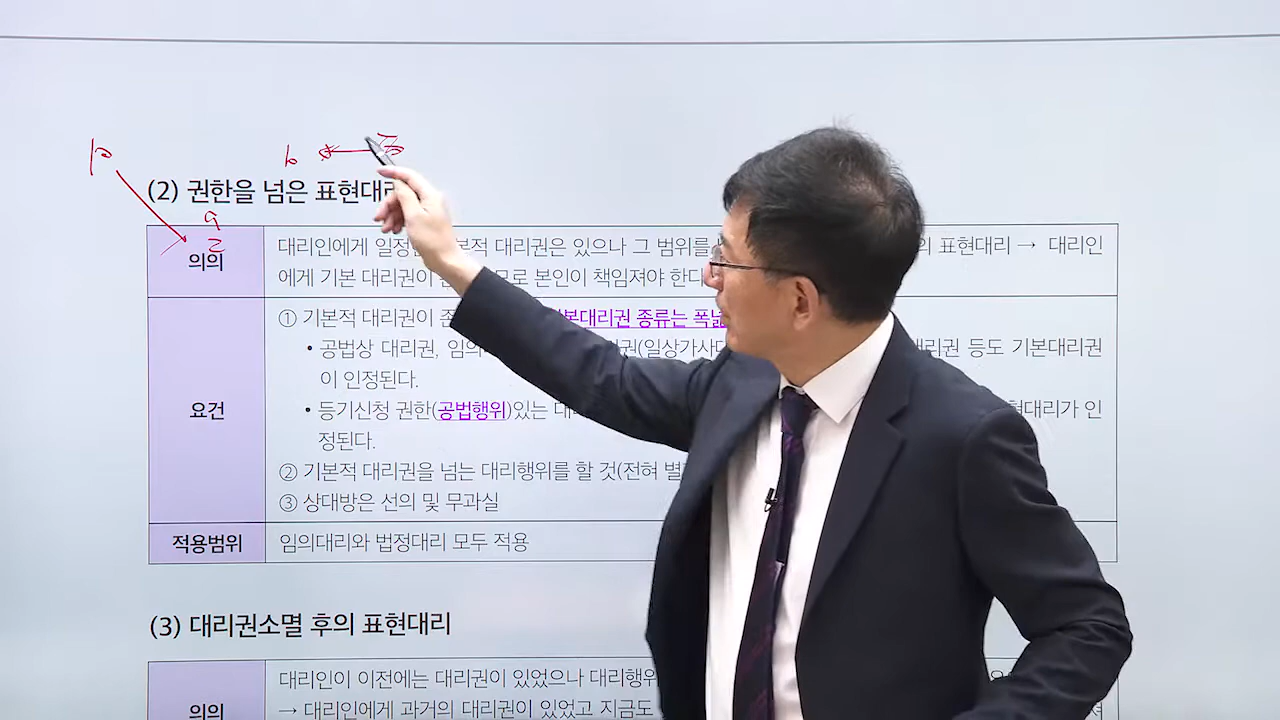 b
(2) 권한을 넘은 표현대리
a
의의
대리인에게 일정 본적 대리권은 있으나 그 범위를 의 표현대리 → 대리인
에게 기본 대리권이 므로 본인이 책임져야 한다
요건
① 기본적 대리권이 존 본대리권 종류는 폭넓
• 공법상 대리권, 임의 권(일상가사대 대리권 등도 기본대리권
이 인정된다.
• 등기신청 권한(공법행위)있는 대 현대리가 인
정된다.
② 기본적 대리권을 넘는 대리행위를 할 것(전혀 별
③ 상대방은 선의 및 무과실
적용범위
임의대리와 법정대리 모두 적용
(3) 대리권소멸 후의 표현대리
의의
대리인이 이전에는 대리권이 있었으나 대리행위
→ 대리인에게 과거의 대리권이 있었고 지금도